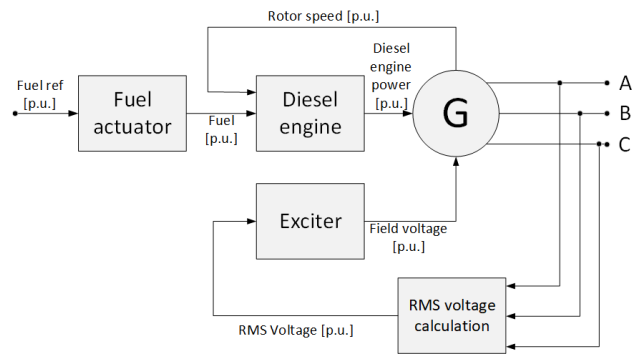 Rotor speed [p.u.]
Fuel ref
[p.u.]
Fuel
actuator
Fuel
[p.u.]
Diesel
engine
Diesel
engine
power
[p.u.]
G
A
B
C
Exciter
Field voltage
[p.u.]
RMS Voltage [p.u.]
RMS voltage
calculation